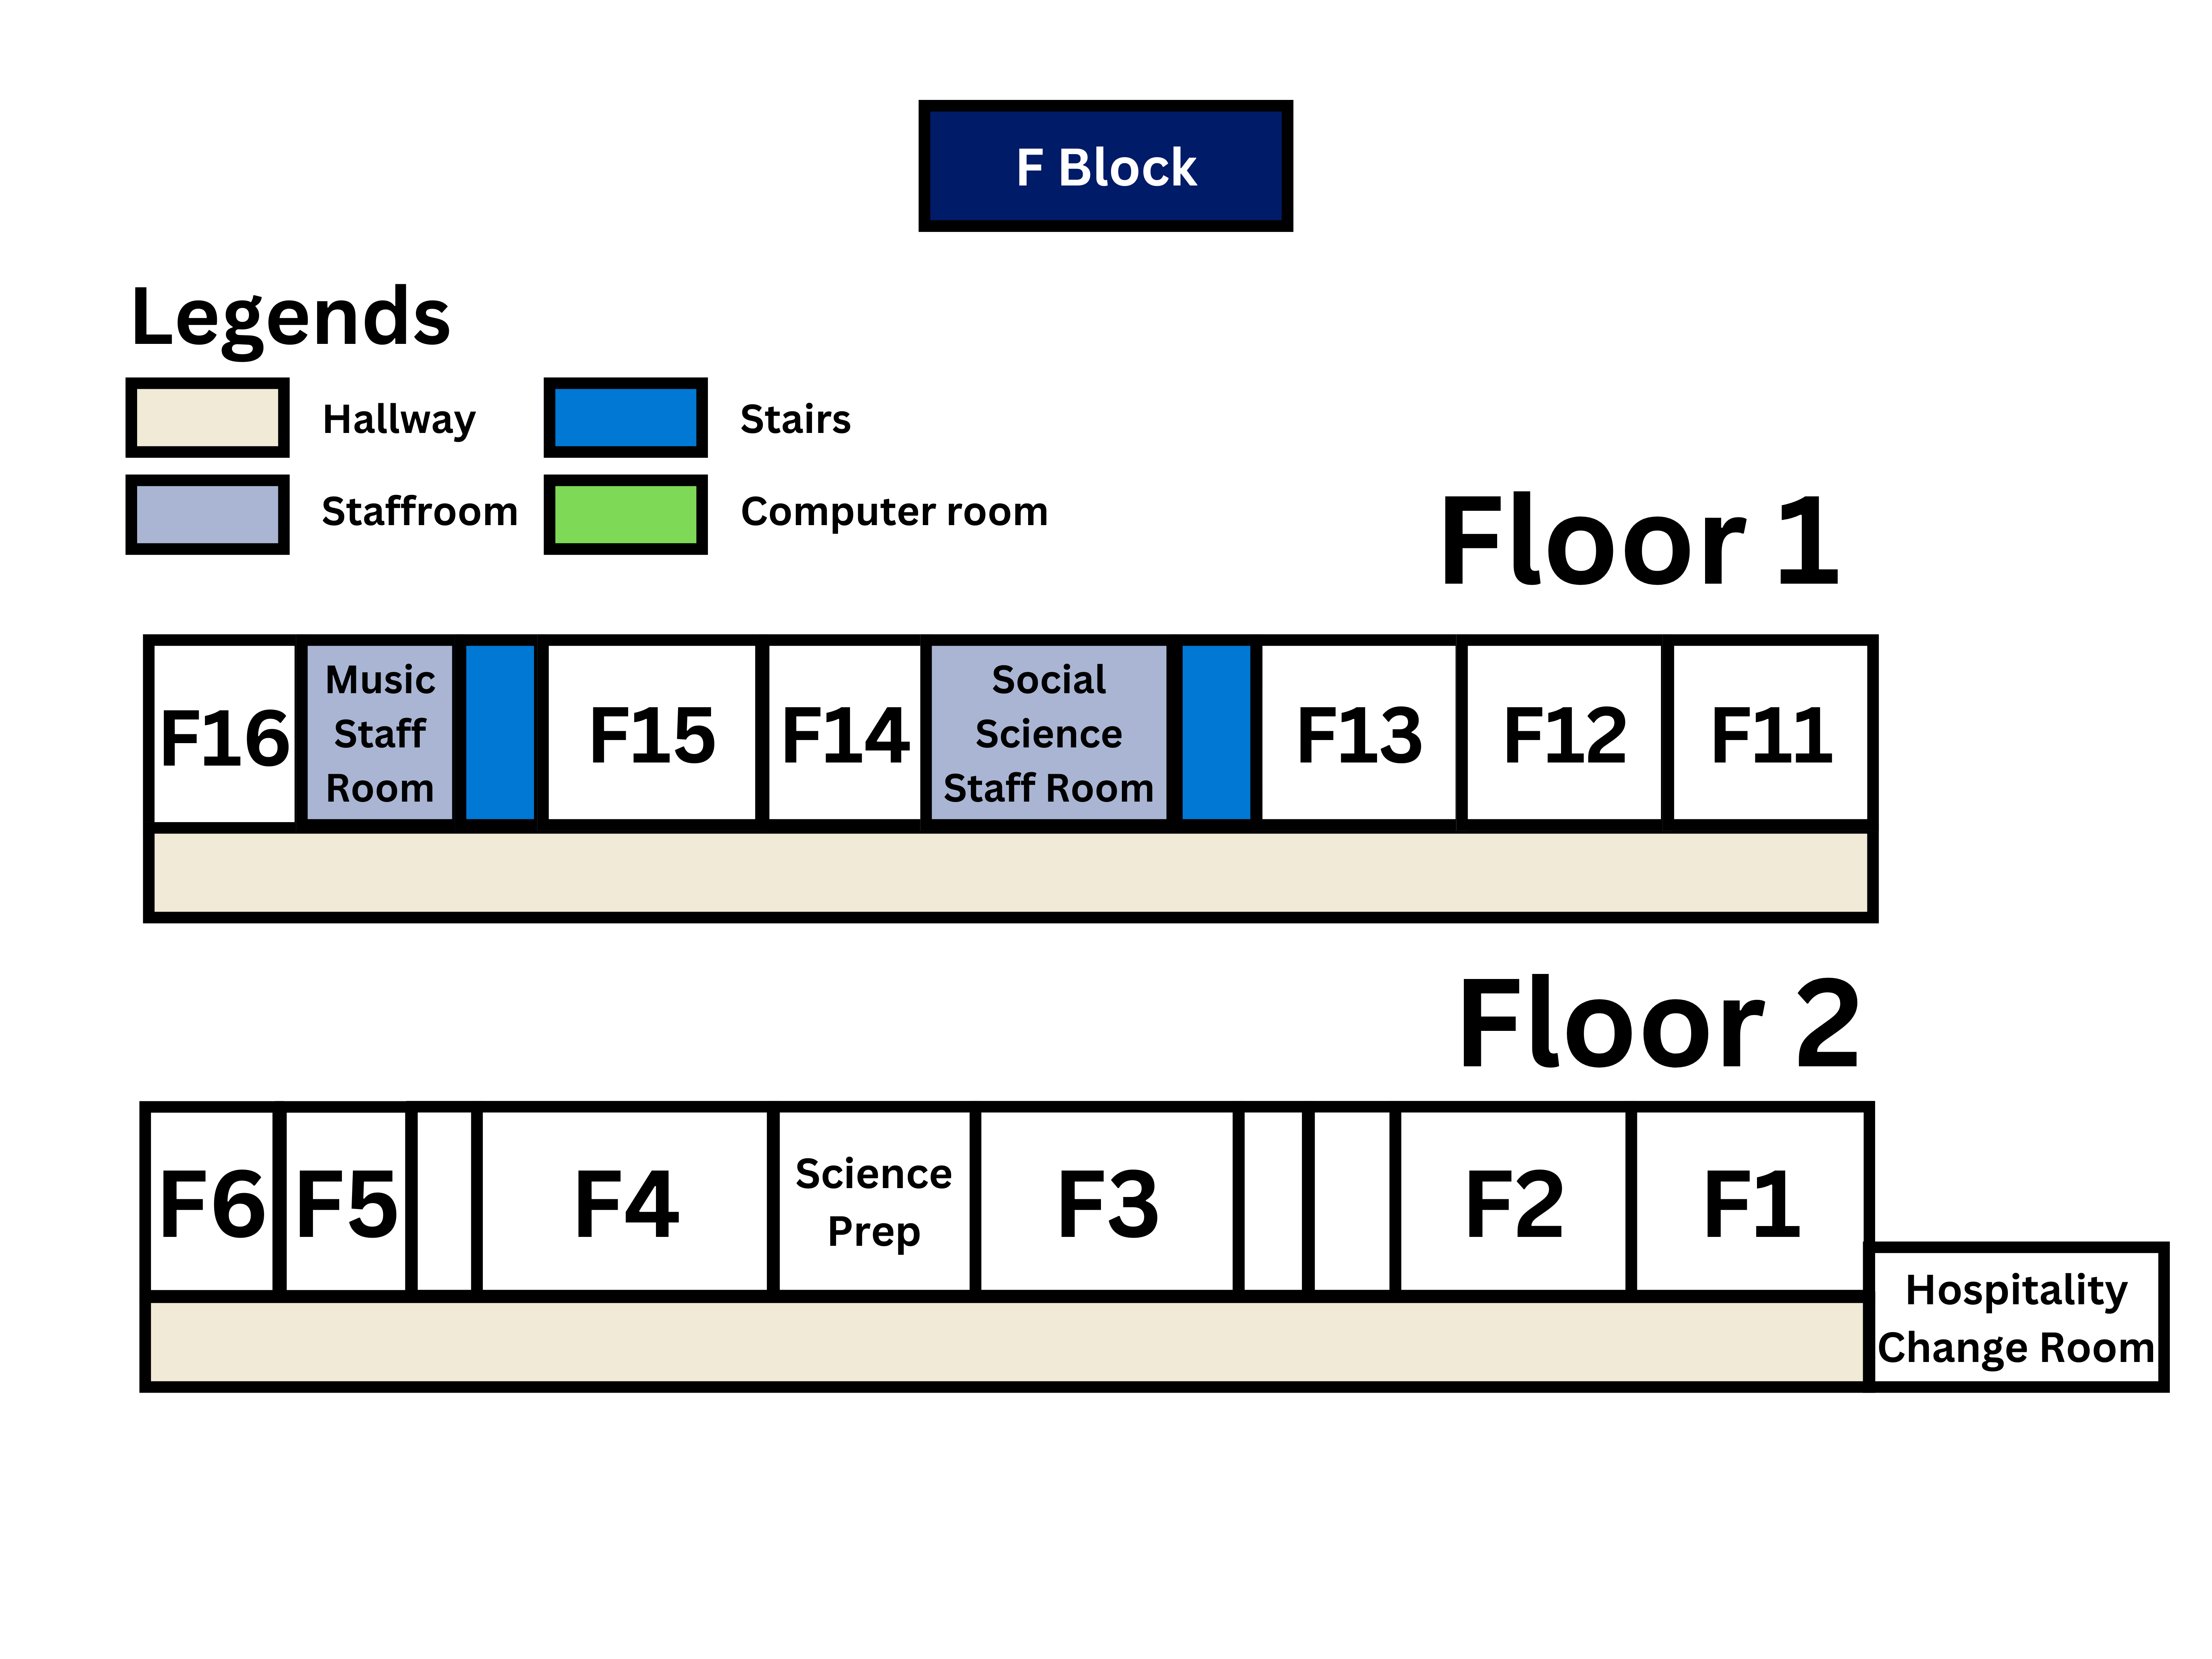 F Block
Legends
Hallway
Stairs
Staffroom
Computer room
Floor 1
F16
Music
Staff
Room
F15
F14
Social
Science
Staff Room
F13
F12
F11
Floor 2
F6
F5
F4
Science
Prep
F3
F2
F1
Hospitality
Change Room